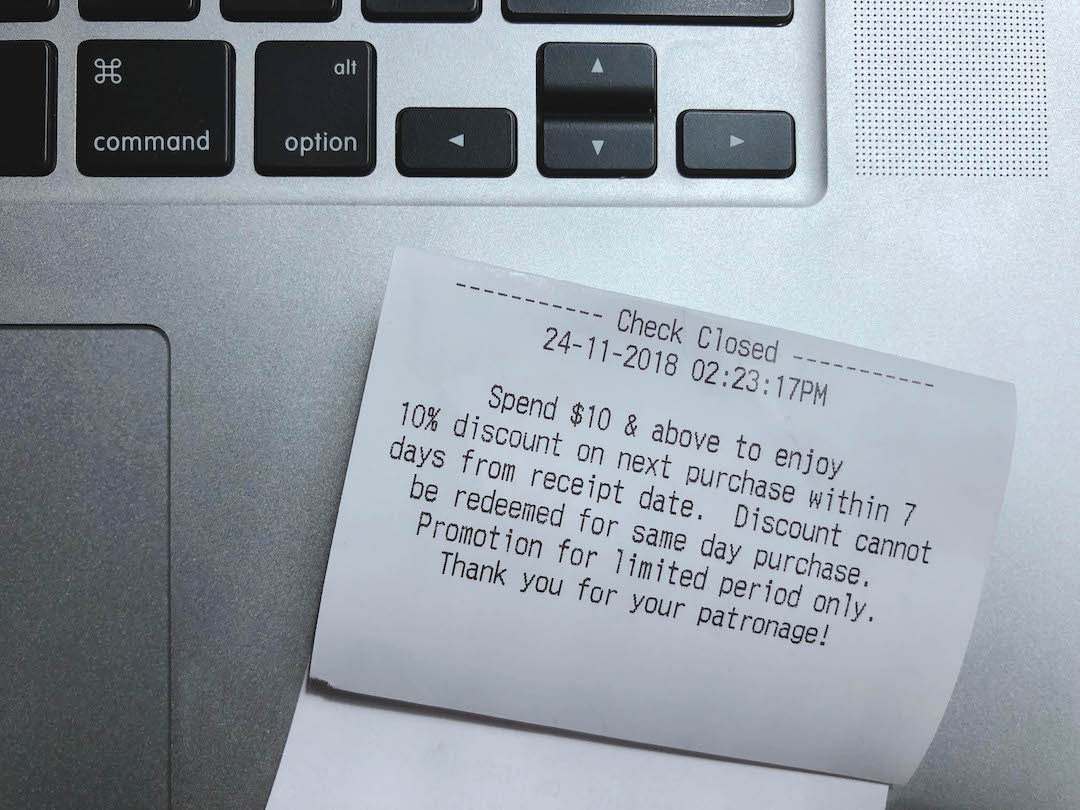 ⌘ alt
command option
◀ ▲ ▼ ▶
---------- Check Closed ----------
24-11-2018 02:23:17PM
Spend $10 & above to enjoy
10% discount on next purchase within 7
days from receipt date.  Discount cannot
be redeemed for same day purchase.
Promotion for limited period only.
Thank you for your patronage!